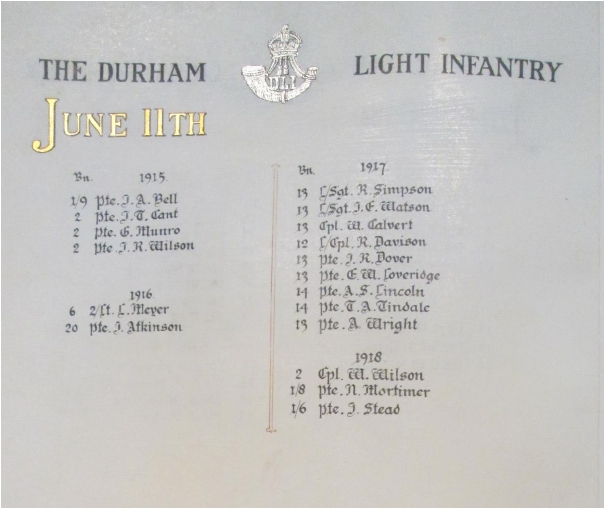 THE DURHAM LIGHT INFANTRY
DLI
JUNE 11TH
Bn. 1915
1/9 Pte. J. A. Bell
2 Pte. J. T. Cant
2 Pte. G. Munro
2 Pte J. R. Wilson
1916
6 2/Lt. L. Meyer
20 Pte. J. Atkinson
Bn. 1917
13 L/Sgt. R. Simpson
13 L/Sgt. J. E. Watson
13 Cpl. W. Calvert
12 L/Cpl. R. Davison
13 Pte. J. R. Dover
13 Pte. E. W. Loveridge
14 Pte. A. S. Lincoln
14 Pte. T. A. Tindale
13 Pte. A. Wright
1918
2 Cpl. W. Wilson
1/8 Pte. N. Mortimer
1/6 Pte. J. Stead